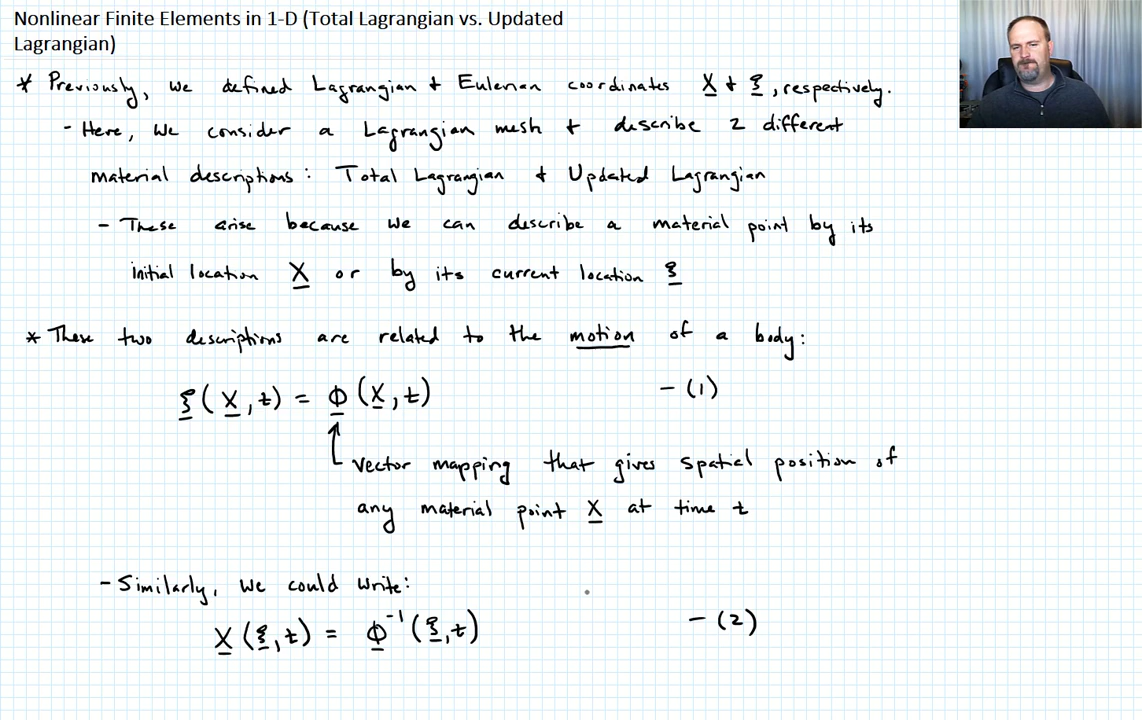 Nonlinear Finite Elements in 1-D (Total Lagrangian vs. Updated
Lagrangian)
* Previously, we defined Lagrangian + Eulerian coordinates X + ξ, respectively.
- Here, we consider a Lagrangian mesh + describe 2 different
material descriptions: Total Lagrangian + Updated Lagrangian
- These arise because we can describe a material point by its
initial location X or by its current location ξ
* These two descriptions are related to the motion of a body:
ξ(X,t) = Φ(X,t) - (1)
vector mapping that gives spatial position of
any material point X at time t
- Similarly, we could write:
X(ξ,t) = Φ⁻¹(ξ,t) - (2)